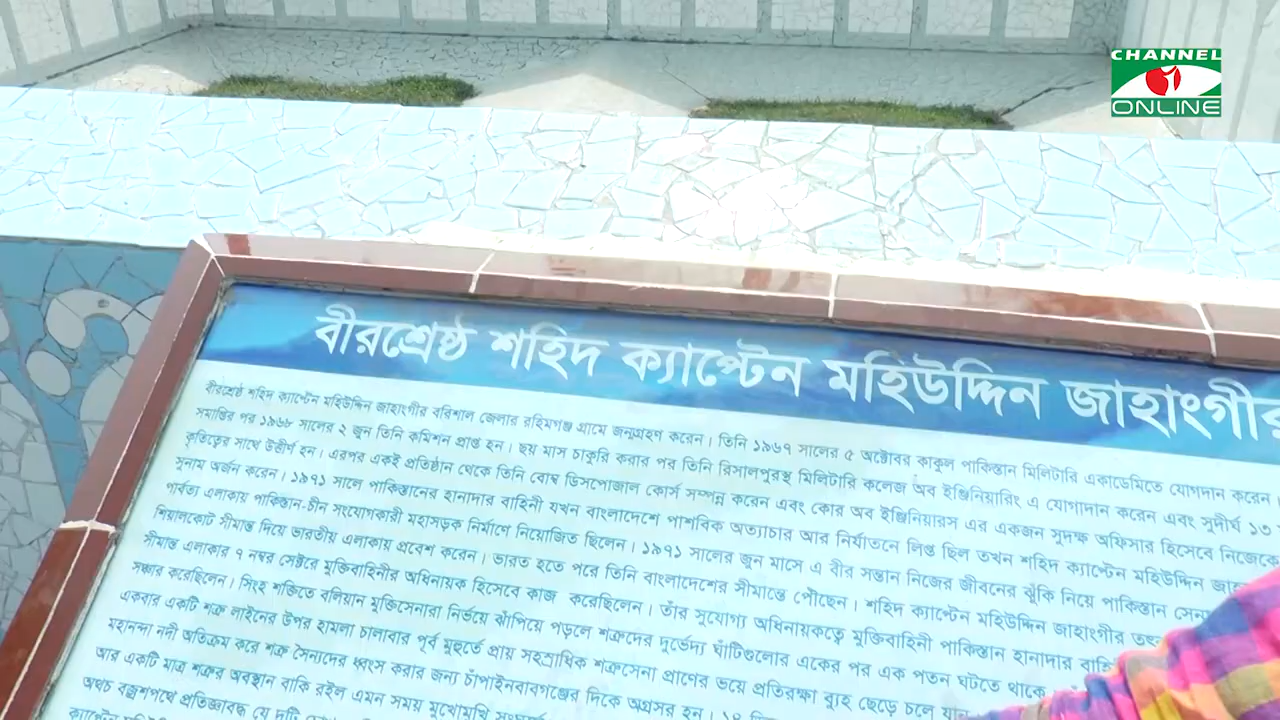 CHANNEL
ONLINE
বীরশ্রেষ্ঠ শহিদ ক্যাপ্টেন মহিউদ্দিন জাহাংগীর
বীরশ্রেষ্ঠ শহিদ ক্যাপ্টেন মহিউদ্দিন জাহাংগীর বরিশাল জেলার রহিমগঞ্জ গ্রামে জন্মগ্রহণ করেন। তিনি ১৯৬৭ সালের ৫ অক্টোবর কাকুল পাকিস্তান মিলিটারি একাডেমিতে যোগদান করেন
সমাপ্তির পর ১৯৬৮ সালের ২ জুন তিনি কমিশন প্রাপ্ত হন। ছয় মাস চাকুরি করার পর তিনি রিসালপুরস্থ মিলিটারি কলেজ অব ইঞ্জিনিয়ারিং এ যোগদান করেন এবং সুদীর্ঘ ১৩
কৃতিত্বের সাথে উত্তীর্ণ হন। এরপর একই প্রতিষ্ঠান থেকে তিনি বোম্ব ডিসপোজাল কোর্স সম্পন্ন করেন এবং কোর অব ইঞ্জিনিয়ারস এর একজন সুদক্ষ অফিসার হিসেবে নিজেকে
সুনাম অর্জন করেন। ১৯৭১ সালে পাকিস্তানের হানাদার বাহিনী যখন বাংলাদেশে পাশবিক অত্যাচার আর নির্যাতনে লিপ্ত ছিল তখন শহিদ ক্যাপ্টেন মহিউদ্দিন
পার্বত্য এলাকায় পাকিস্তান-চীন সংযোগকারী মহাসড়ক নির্মাণে নিয়োজিত ছিলেন। ১৯৭১ সালের জুন মাসে এ বীর সন্তান নিজের জীবনের ঝুঁকি নিয়ে পাকিস্তান
শিয়ালকোট সীমান্ত দিয়ে ভারতীয় এলাকায় প্রবেশ করেন। ভারত হতে পরে তিনি বাংলাদেশের সীমান্তে পৌছেন। শহিদ ক্যাপ্টেন মহিউদ্দিন জাহাংগীর
সীমান্ত এলাকার ৭ নম্বর সেক্টরে মুক্তিবাহিনীর অধিনায়ক হিসেবে কাজ করেছিলেন। তাঁর সুযোগ্য অধিনায়কত্বে মুক্তিবাহিনী পাকিস্তান হানাদার
সঞ্চার করেছিলেন। সিংহ শক্তিতে বলিয়ান মুক্তিসেনারা নির্ভয়ে ঝাঁপিয়ে পড়লে শত্রুদের দুর্ভেদ্য ঘাঁটিগুলোর একের পর এক পতন ঘটতে থাকে
একবার একটি শত্রু লাইনের উপর হামলা চালাবার পূর্ব মুহুর্তে প্রায় সহস্রাধিক শত্রুসেনা প্রাণের ভয়ে প্রতিরক্ষা ব্যুহ ছেড়ে চলে
মহানন্দা নদী অতিক্রম করে শত্রু সৈন্যদের ধ্বংস করার জন্য চাঁপাইনবাবগঞ্জের দিকে অগ্রসর হন। ১৪
আর একটি মাত্র শত্রুর অবস্থান বাকি রইল এমন সময় মুখোমুখি
অথচ বজ্রশপথে প্রতিজ্ঞাবদ্ধ যে দুটি
ক্যাপ্টেন